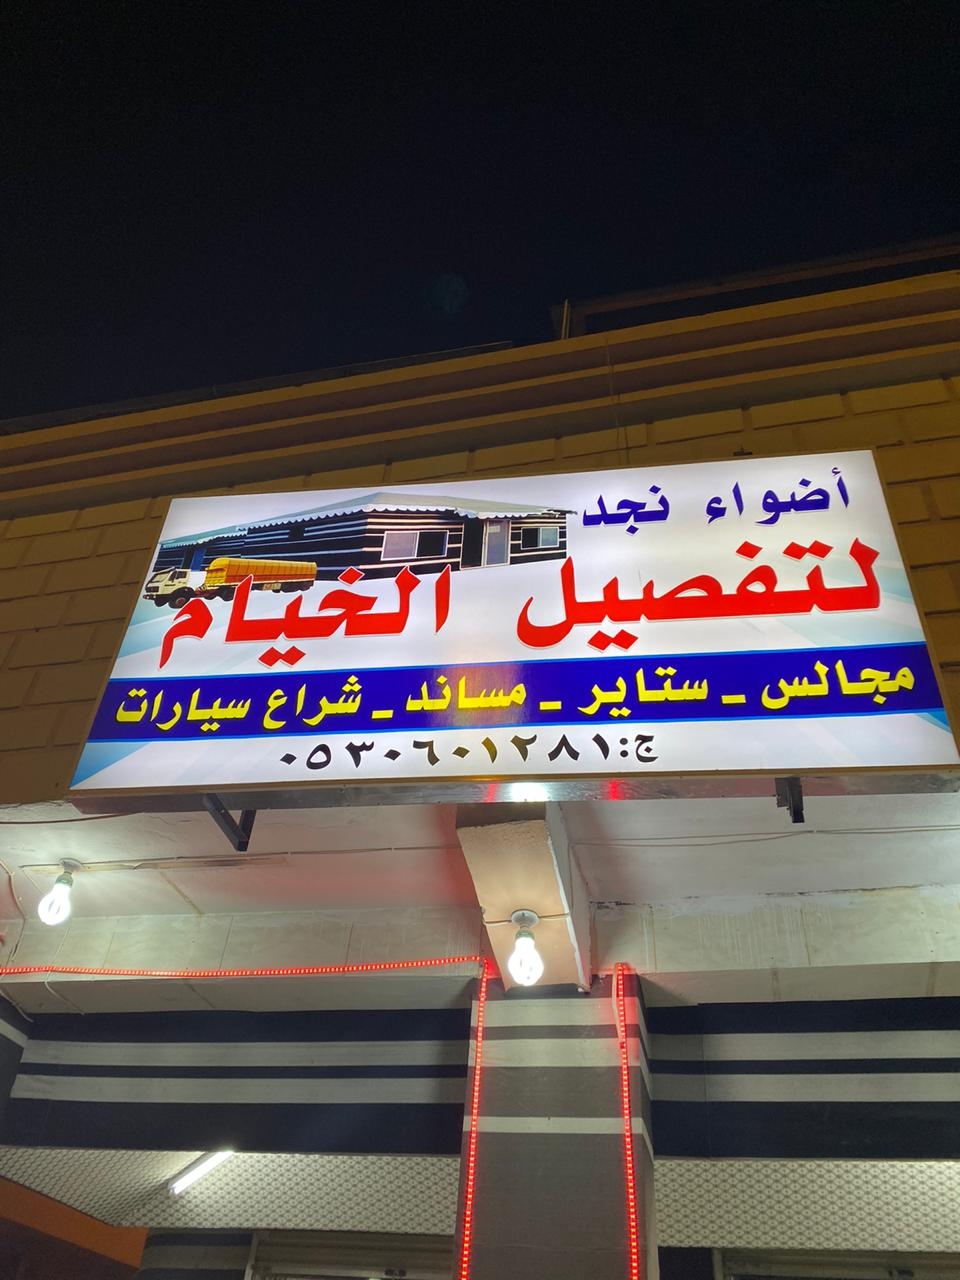 أضواء نجد
لتفصيل الخيام
مجالس - ستاير - مساند - شراع سيارات
ج: ٠٥٣٠٦٠١٢٨١